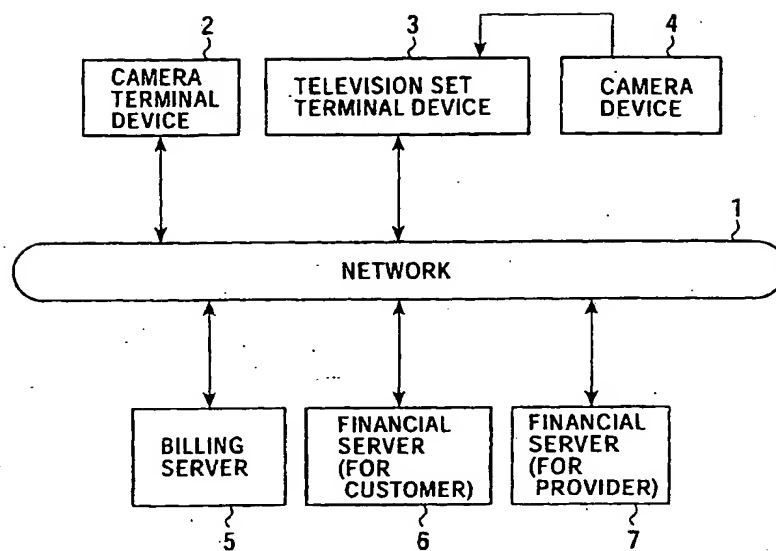 2
3
4
CAMERA
TERMINAL
DEVICE
TELEVISION SET
TERMINAL DEVICE
CAMERA
DEVICE
1
NETWORK
BILLING
SERVER
FINANCIAL
SERVER
(FOR
CUSTOMER)
FINANCIAL
SERVER
(FOR
PROVIDER)
5
6
7